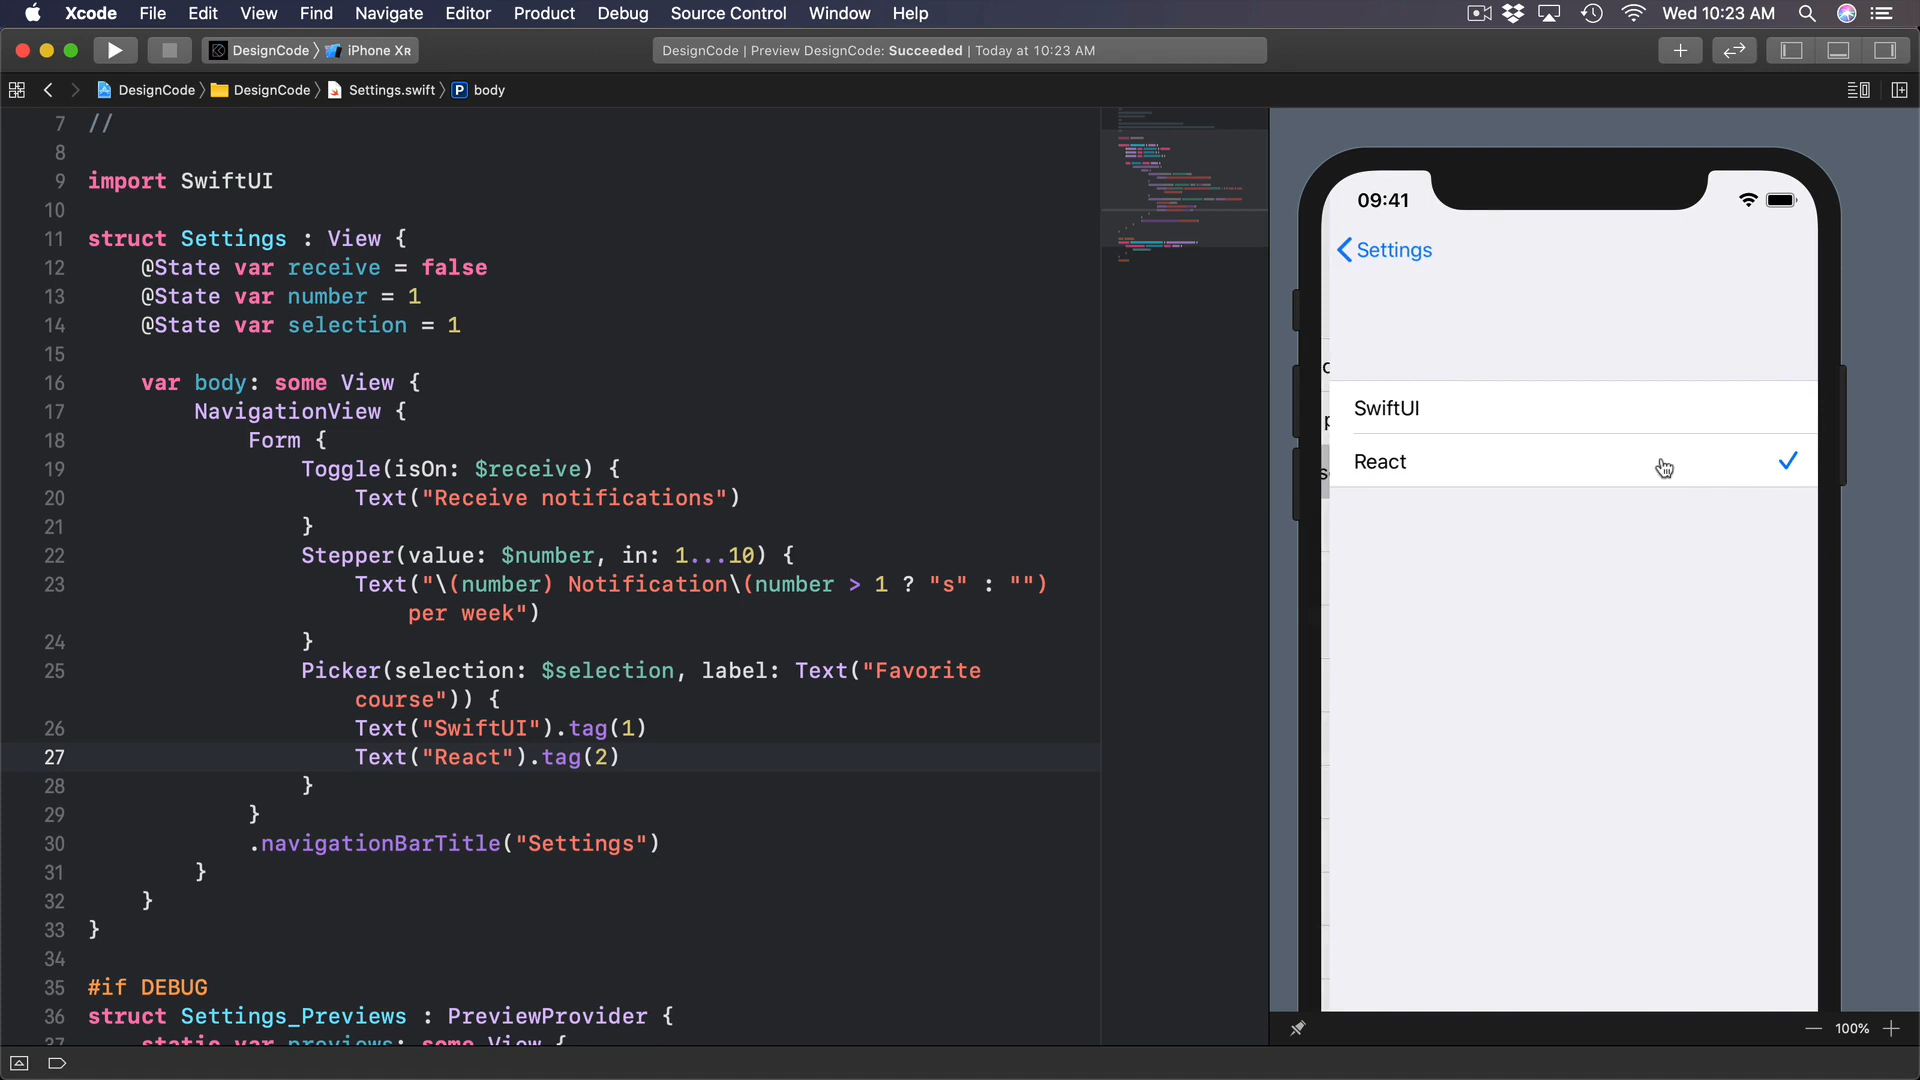 Xcode File Edit View Find Navigate Editor Product Debug Source Control Window Help Wed 10:23 AM
DesignCode iPhone XR DesignCode | Preview DesignCode: Succeeded | Today at 10:23 AM
DesignCode DesignCode Settings.swift P body
7 //
8
9 import SwiftUI
10
11 struct Settings : View {
12 @State var receive = false
13 @State var number = 1
14 @State var selection = 1
15
16 var body: some View {
17 NavigationView {
18 Form {
19 Toggle(isOn: $receive) {
20 Text("Receive notifications")
21 }
22 Stepper(value: $number, in: 1...10) {
23 Text("\(number) Notification\(number > 1 ? "s" : "")
per week")
24 }
25 Picker(selection: $selection, label: Text("Favorite
course")) {
26 Text("SwiftUI").tag(1)
27 Text("React").tag(2)
28 }
29 }
30 .navigationBarTitle("Settings")
31 }
32 }
33 }
34
35 #if DEBUG
36 struct Settings_Previews : PreviewProvider {
37 static var previews: some View {
09:41
Settings
SwiftUI
React
100%